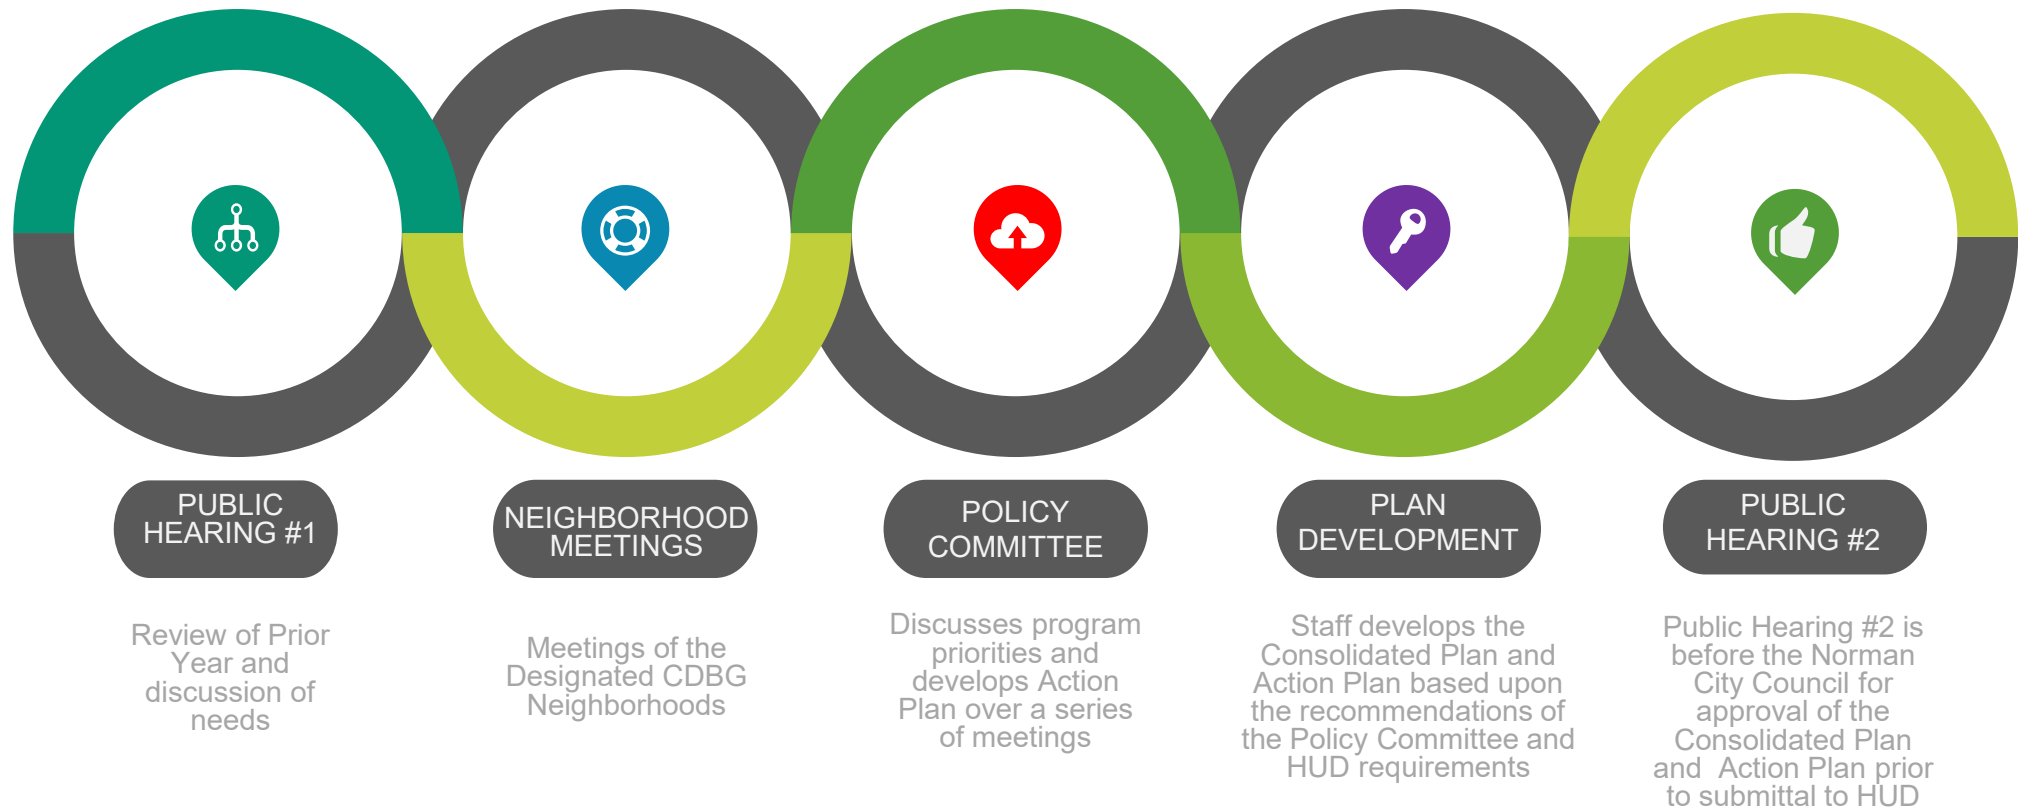 PUBLIC
HEARING #1
NEIGHBORHOOD
MEETINGS
POLICY
COMMITTEE
PLAN
DEVELOPMENT
PUBLIC
HEARING #2
Review of Prior
Year and
discussion of
needs
Meetings of the
Designated CDBG
Neighborhoods
Discusses program
priorities and
develops Action
Plan over a series
of meetings
Staff develops the
Consolidated Plan and
Action Plan based upon
the recommendations of
the Policy Committee and
HUD requirements
Public Hearing #2 is
before the Norman
City Council for
approval of the
Consolidated Plan
and  Action Plan prior
to submittal to HUD